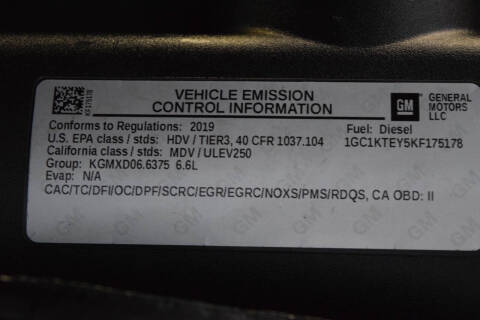 VEHICLE EMISSION
CONTROL INFORMATION
KF175178
GM
GENERAL
MOTORS
LLC
Conforms to Regulations: 2019
Fuel: Diesel
U.S. EPA class / stds: HDV / TIER3, 40 CFR 1037.104
1GC1KTEY5KF175178
California class / stds: MDV / ULEV250
Group: KGMXD06.6375 6.6L
Evap: N/A
CAC/TC/DFI/OC/DPF/SCRC/EGR/EGRC/NOXS/PMS/RDQS, CA OBD: II